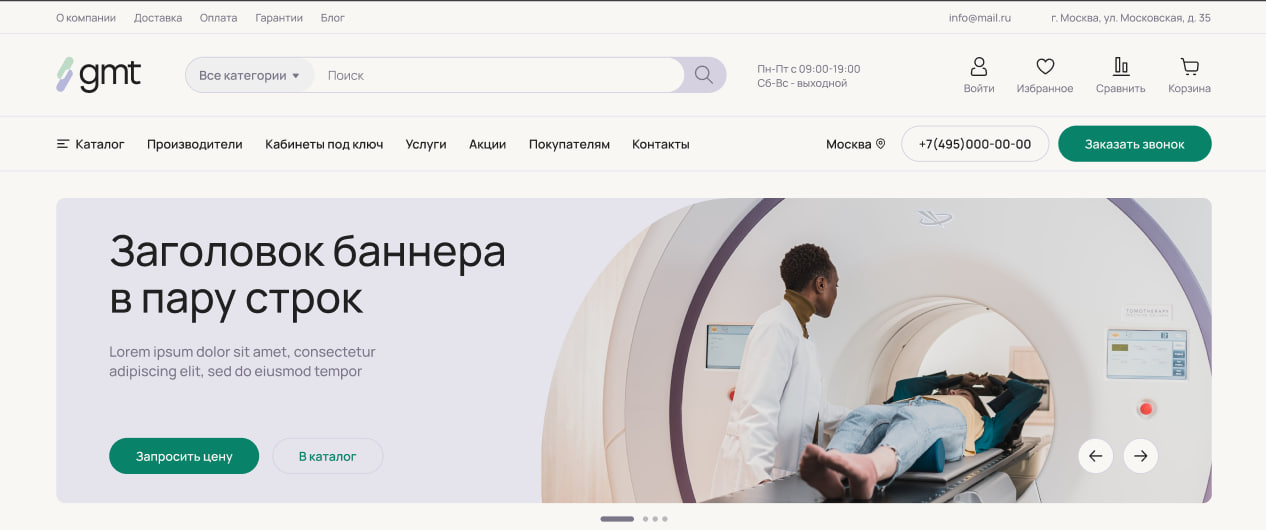 О компании Доставка Оплата Гарантии Блог info@mail.ru г. Москва, ул. Московская, д. 35
gmt Все категории Поиск Пн-Пт с 09:00-19:00
Сб-Вс - выходной
Войти Избранное Сравнить Корзина
Каталог Производители Кабинеты под ключ Услуги Акции Покупателям Контакты Москва +7(495)000-00-00 Заказать звонок
Заголовок баннера
в пару строк
Lorem ipsum dolor sit amet, consectetur
adipiscing elit, sed do eiusmod tempor
Запросить цену В каталог
TOMOTHERAPY